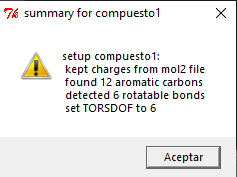 summary for compuesto1
setup compuesto1:
kept charges from mol2 file
found 12 aromatic carbons
detected 6 rotatable bonds
set TORSDOF to 6
Aceptar